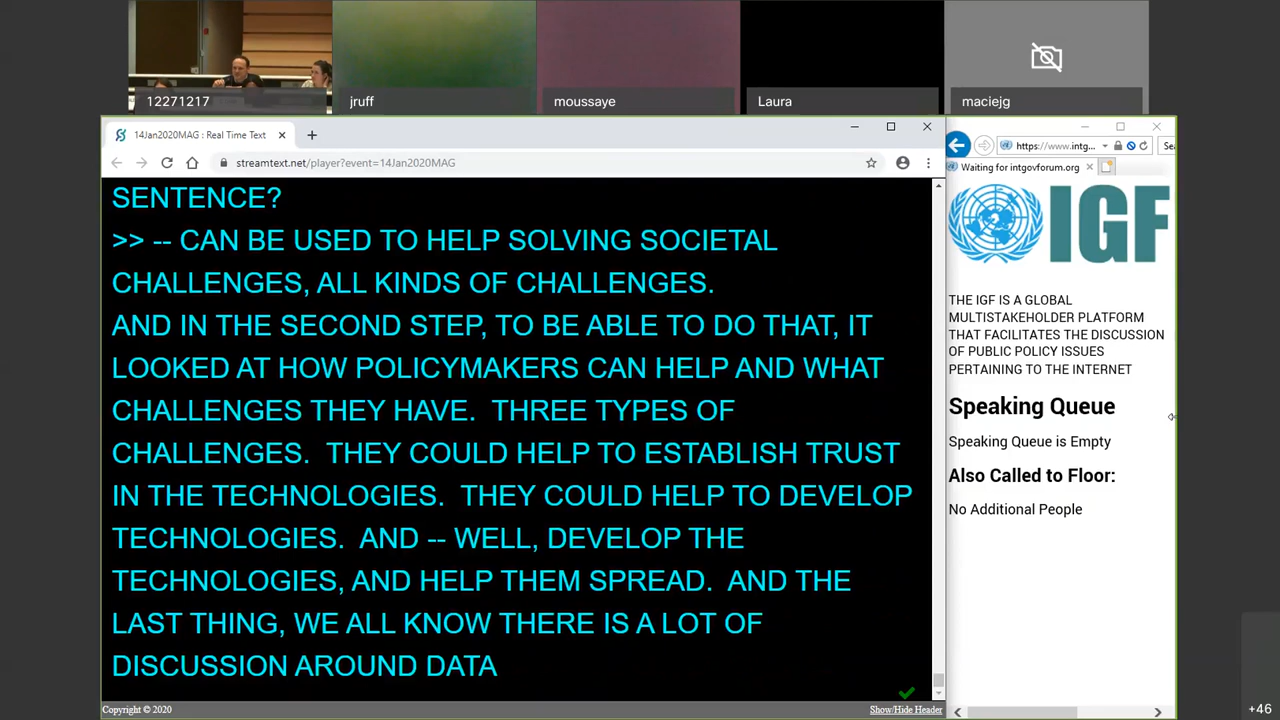 12271217
jruff
moussaye
Laura
maciejg
14Jan2020MAG : Real Time Text
streamtext.net/player?event=14Jan2020MAG
SENTENCE?
>> -- CAN BE USED TO HELP SOLVING SOCIETAL
CHALLENGES, ALL KINDS OF CHALLENGES.
AND IN THE SECOND STEP, TO BE ABLE TO DO THAT, IT
LOOKED AT HOW POLICYMAKERS CAN HELP AND WHAT
CHALLENGES THEY HAVE.  THREE TYPES OF
CHALLENGES.  THEY COULD HELP TO ESTABLISH TRUST
IN THE TECHNOLOGIES.  THEY COULD HELP TO DEVELOP
TECHNOLOGIES.  AND -- WELL, DEVELOP THE
TECHNOLOGIES, AND HELP THEM SPREAD.  AND THE
LAST THING, WE ALL KNOW THERE IS A LOT OF
DISCUSSION AROUND DATA
Copyright © 2020
Show/Hide Header
https://www.intg...
Sea
Waiting for intgovforum.org
IGF
THE IGF IS A GLOBAL
MULTISTAKEHOLDER PLATFORM
THAT FACILITATES THE DISCUSSION
OF PUBLIC POLICY ISSUES
PERTAINING TO THE INTERNET
Speaking Queue
Speaking Queue is Empty
Also Called to Floor:
No Additional People
+46